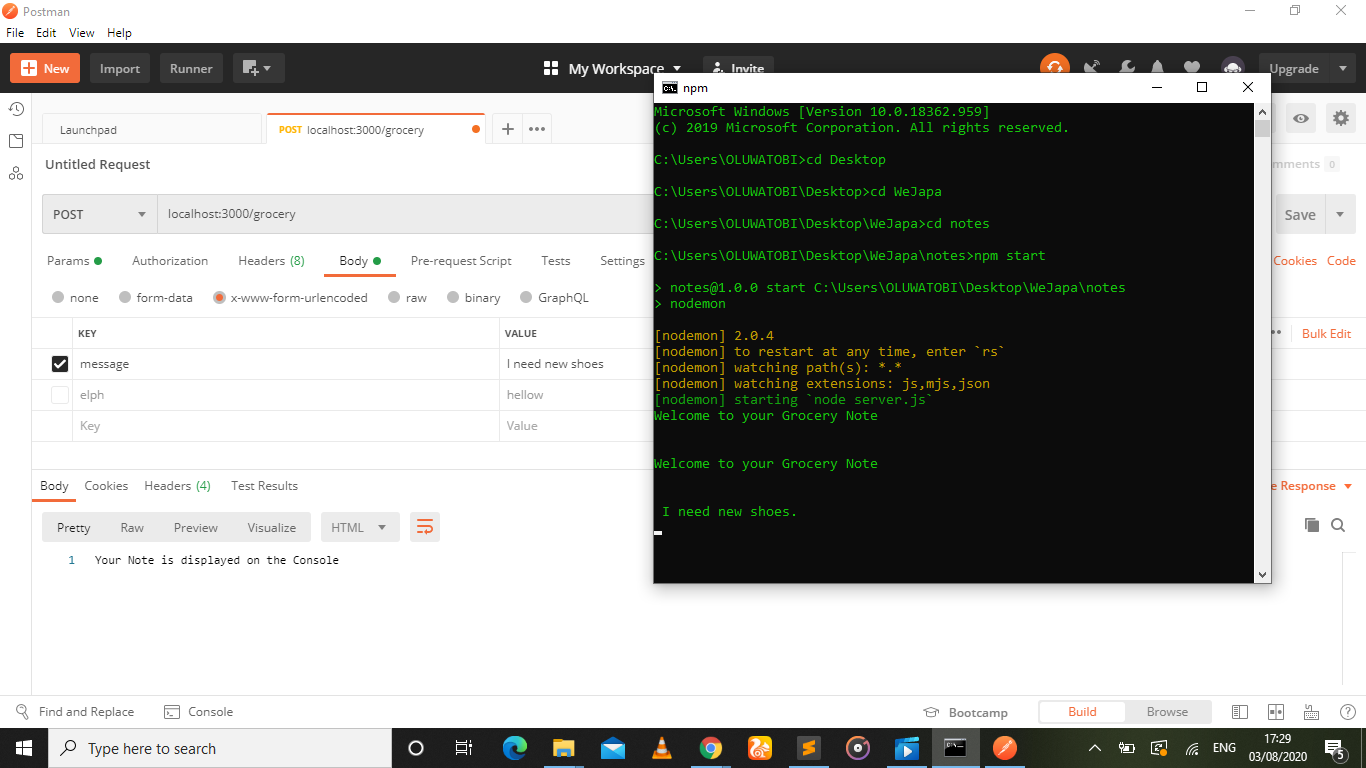 Postman
File Edit View Help
New Import Runner My Workspace Invite Upgrade
Launchpad POST localhost:3000/grocery
Untitled Request
mments 0
POST localhost:3000/grocery Save
Params Authorization Headers (8) Body Pre-request Script Tests Settings Cookies Code
none form-data x-www-form-urlencoded raw binary GraphQL
KEY VALUE Bulk Edit
message I need new shoes
elph hellow
Key Value
Body Cookies Headers (4) Test Results e Response
Pretty Raw Preview Visualize HTML
1 Your Note is displayed on the Console
npm
Microsoft Windows [Version 10.0.18362.959]
(c) 2019 Microsoft Corporation. All rights reserved.
C:\Users\OLUWATOBI>cd Desktop
C:\Users\OLUWATOBI\Desktop>cd WeJapa
C:\Users\OLUWATOBI\Desktop\WeJapa>cd notes
C:\Users\OLUWATOBI\Desktop\WeJapa\notes>npm start
> notes@1.0.0 start C:\Users\OLUWATOBI\Desktop\WeJapa\notes
> nodemon
[nodemon] 2.0.4
[nodemon] to restart at any time, enter `rs`
[nodemon] watching path(s): *.*
[nodemon] watching extensions: js,mjs,json
[nodemon] starting `node server.js`
Welcome to your Grocery Note
Welcome to your Grocery Note
I need new shoes.
Find and Replace Console Bootcamp Build Browse
Type here to search ENG 17:29
03/08/2020 5